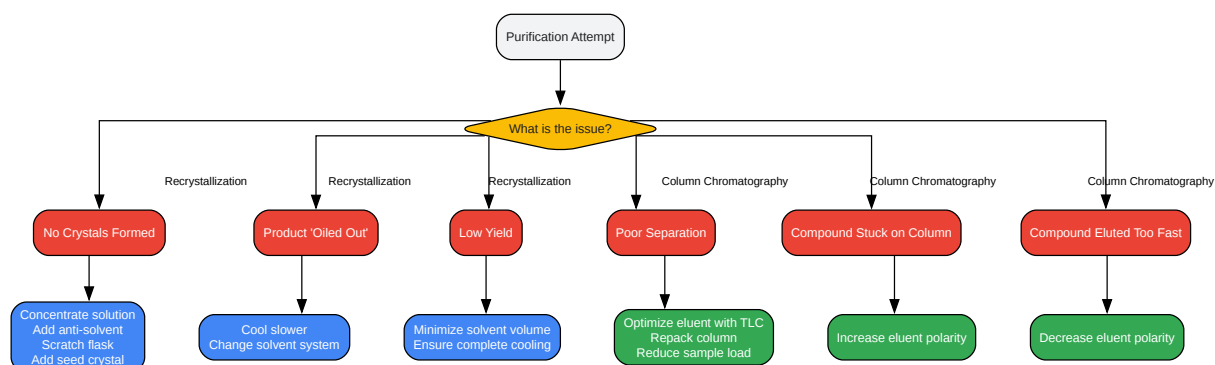 Purification Attempt
What is the issue?
Recrystallization
Recrystallization
Recrystallization
Column Chromatography
Column Chromatography
Column Chromatography
No Crystals Formed
Product 'Oiled Out'
Low Yield
Poor Separation
Compound Stuck on Column
Compound Eluted Too Fast
Concentrate solution
Add anti-solvent
Scratch flask
Add seed crystal
Cool slower
Change solvent system
Minimize solvent volume
Ensure complete cooling
Optimize eluent with TLC
Repack column
Reduce sample load
Increase eluent polarity
Decrease eluent polarity